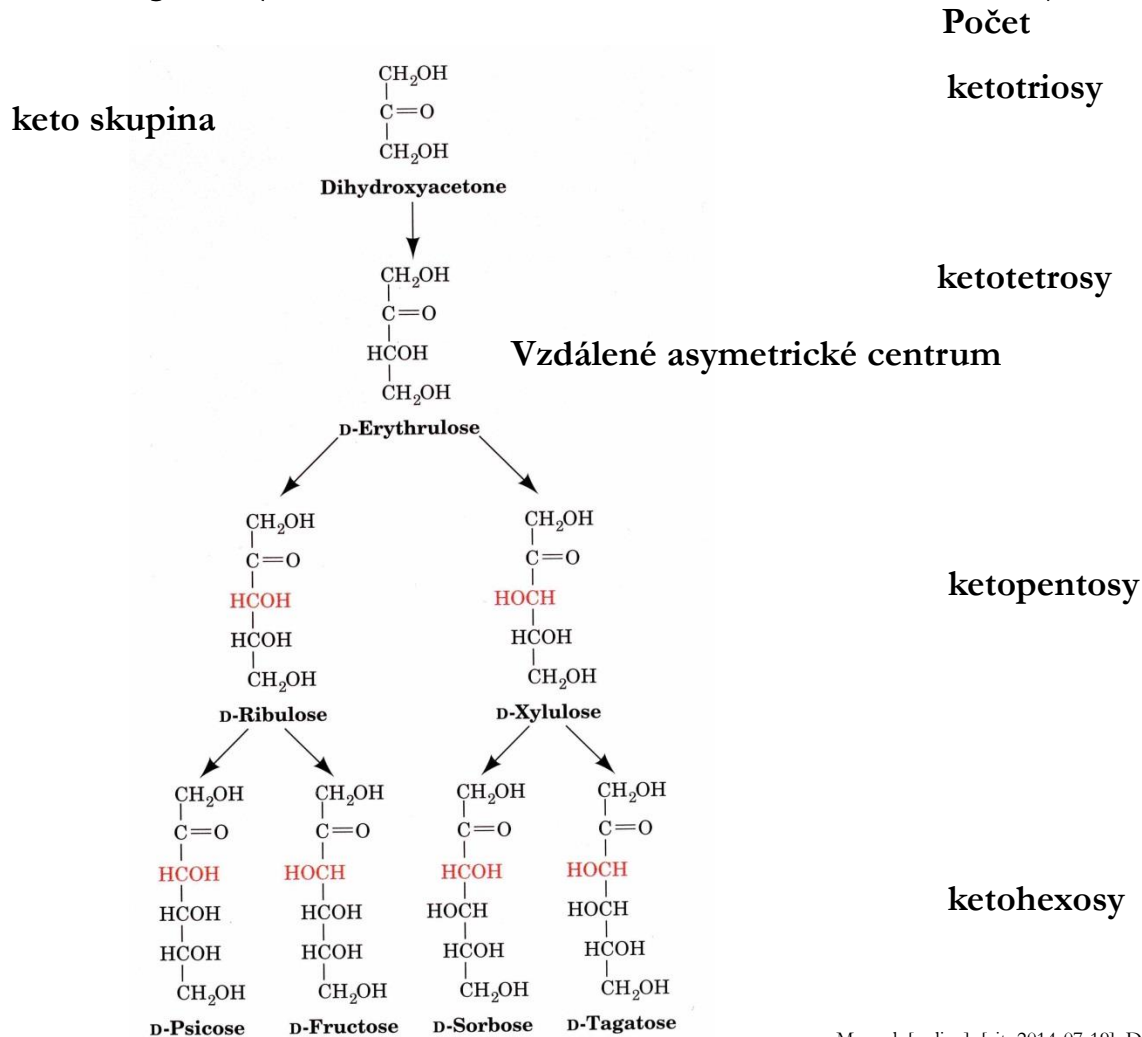 Počet
CH2OH
ketotriosy
keto skupina
C=O
CH2OH
Dihydroxyacetone
CH2OH
ketotetrosy
C=O
HCOH
Vzdálené asymetrické centrum
CH2OH
D-Erythrulose
CH2OH CH2OH
C=O C=O
HCOH HOCH
ketopentosy
HCOH HCOH
CH2OH CH2OH
D-Ribulose D-Xylulose
CH2OH CH2OH CH2OH CH2OH
C=O C=O C=O C=O
HCOH HOCH HCOH HOCH
ketohexosy
HCOH HCOH HOCH HOCH
HCOH HCOH HCOH HCOH
CH2OH CH2OH CH2OH CH2OH
D-Psicose D-Fructose D-Sorbose D-Tagatose